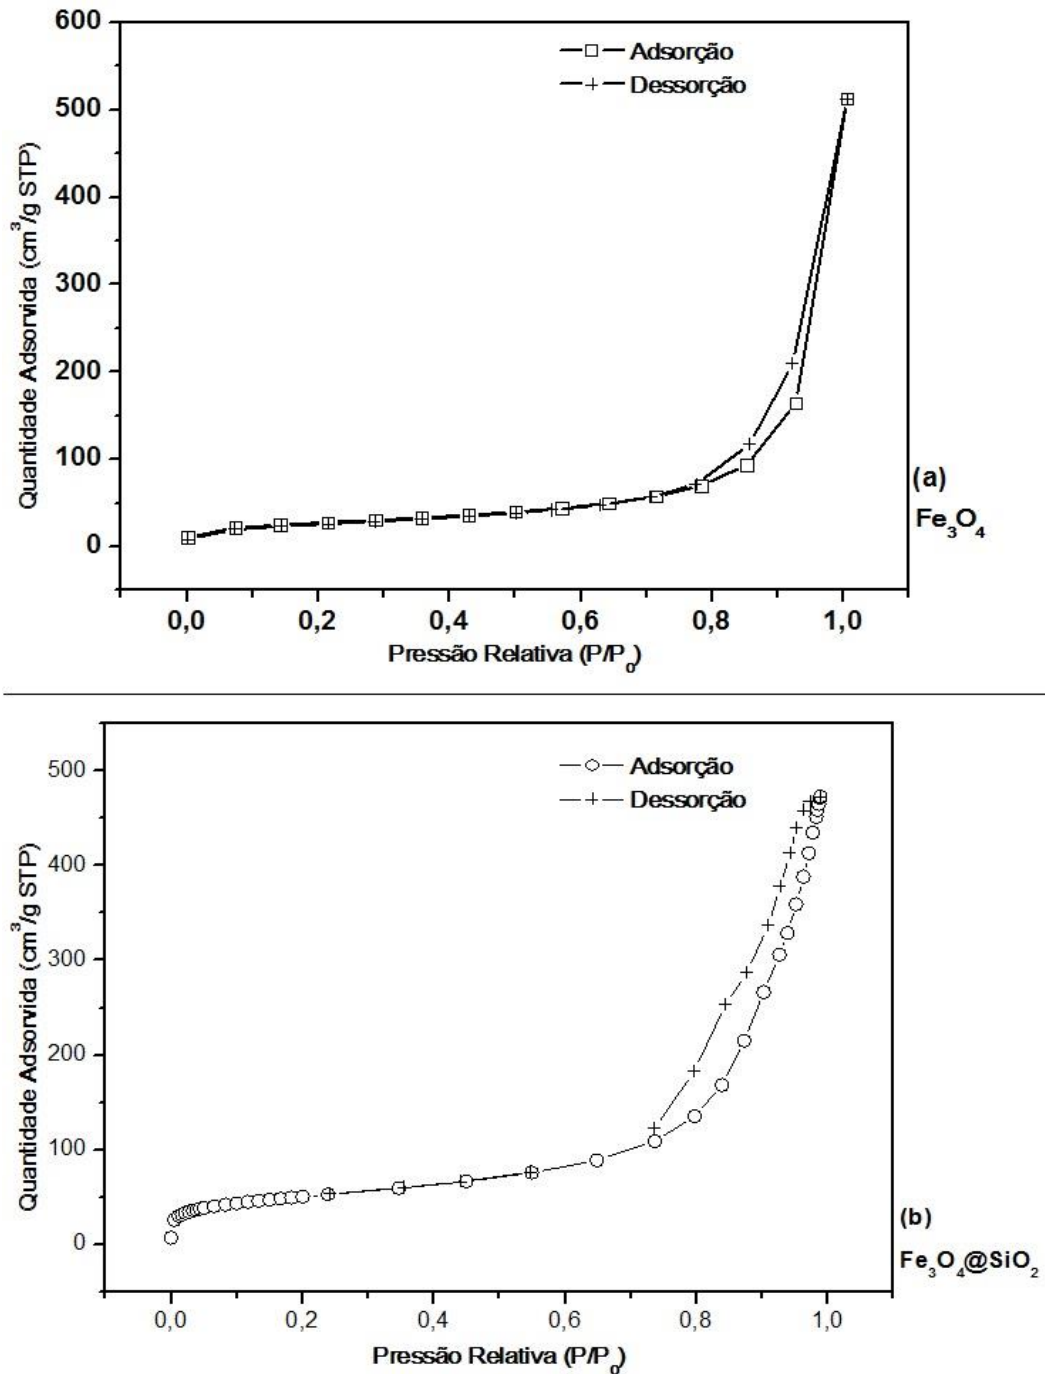 600
500
400
300
200
100
0
Quantidade Adsorvida (cm³/g STP)
Adsorção
Dessorção
(a)
Fe₃O₄
0,0 0,2 0,4 0,6 0,8 1,0
Pressão Relativa (P/P₀)
500
400
300
200
100
0
Quantidade Adsorvida (cm³/g STP)
Adsorção
Dessorção
(b)
Fe₃O₄@SiO₂
0,0 0,2 0,4 0,6 0,8 1,0
Pressão Relativa (P/P₀)